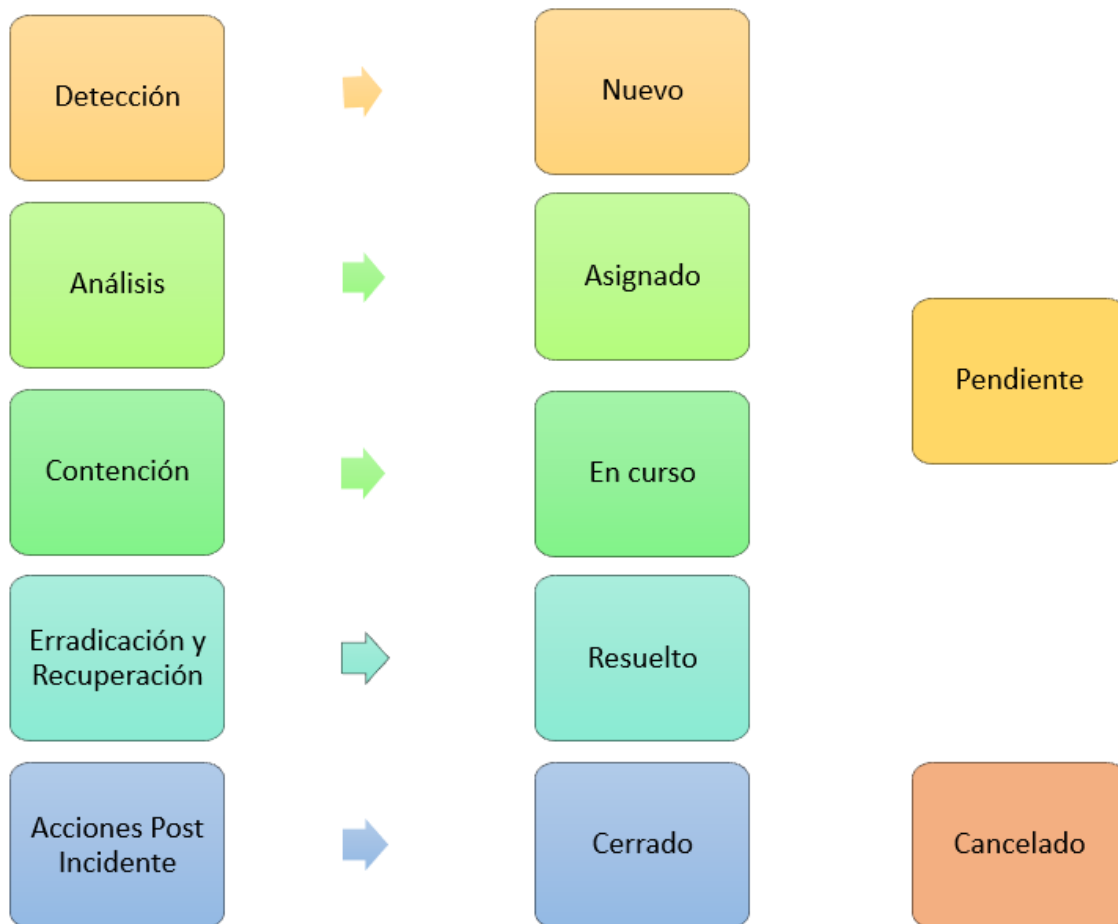 Detección
Nuevo
Análisis
Asignado
Pendiente
Contención
En curso
Erradicación y
Recuperación
Resuelto
Acciones Post
Incidente
Cerrado
Cancelado